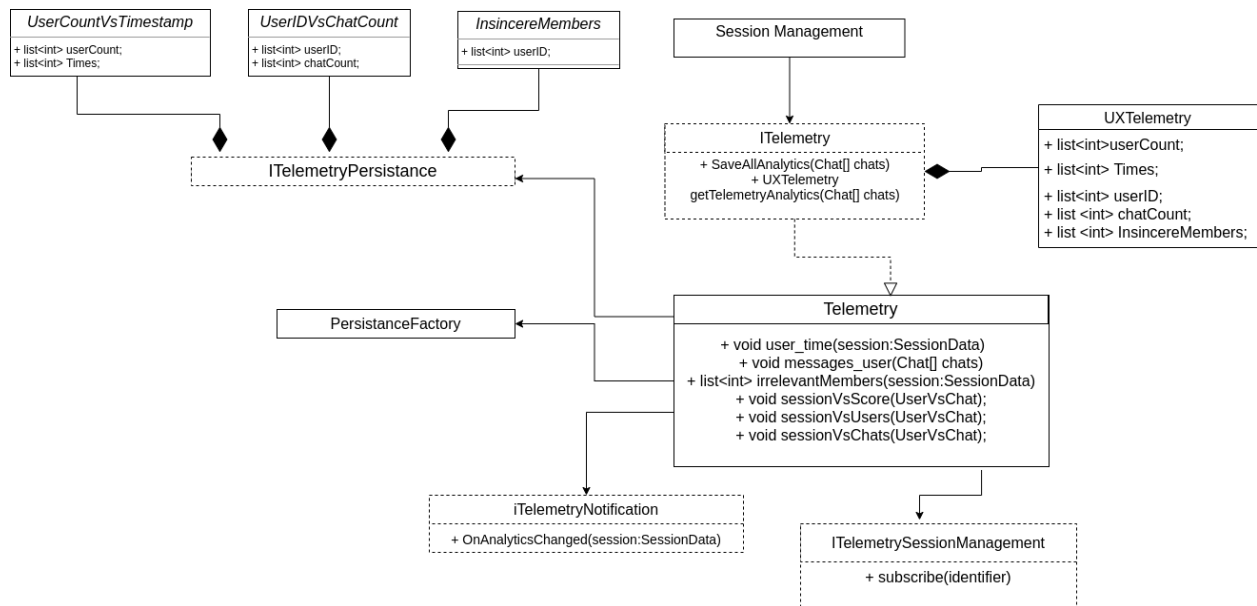 UserCountVsTimestamp
+ list<int> userCount;
+ list<int> Times;
UserIDVsChatCount
+ list<int> userID;
+ list<int> chatCount;
InsincereMembers
+ list<int> userID;
Session Management
ITelemetryPersistance
ITelemetry
+ SaveAllAnalytics(Chat[] chats)
+ UXTelemetry
getTelemetryAnalytics(Chat[] chats)
UXTelemetry
+ list<int>userCount;
+ list<int> Times;
+ list<int> userID;
+ list <int> chatCount;
+ list <int> InsincereMembers;
PersistanceFactory
Telemetry
+ void user_time(session:SessionData)
+ void messages_user(Chat[] chats)
+ list<int> irrelevantMembers(session:SessionData)
+ void sessionVsScore(UserVsChat);
+ void sessionVsUsers(UserVsChat);
+ void sessionVsChats(UserVsChat);
iTelemetryNotification
+ OnAnalyticsChanged(session:SessionData)
ITelemetrySessionManagement
+ subscribe(identifier)